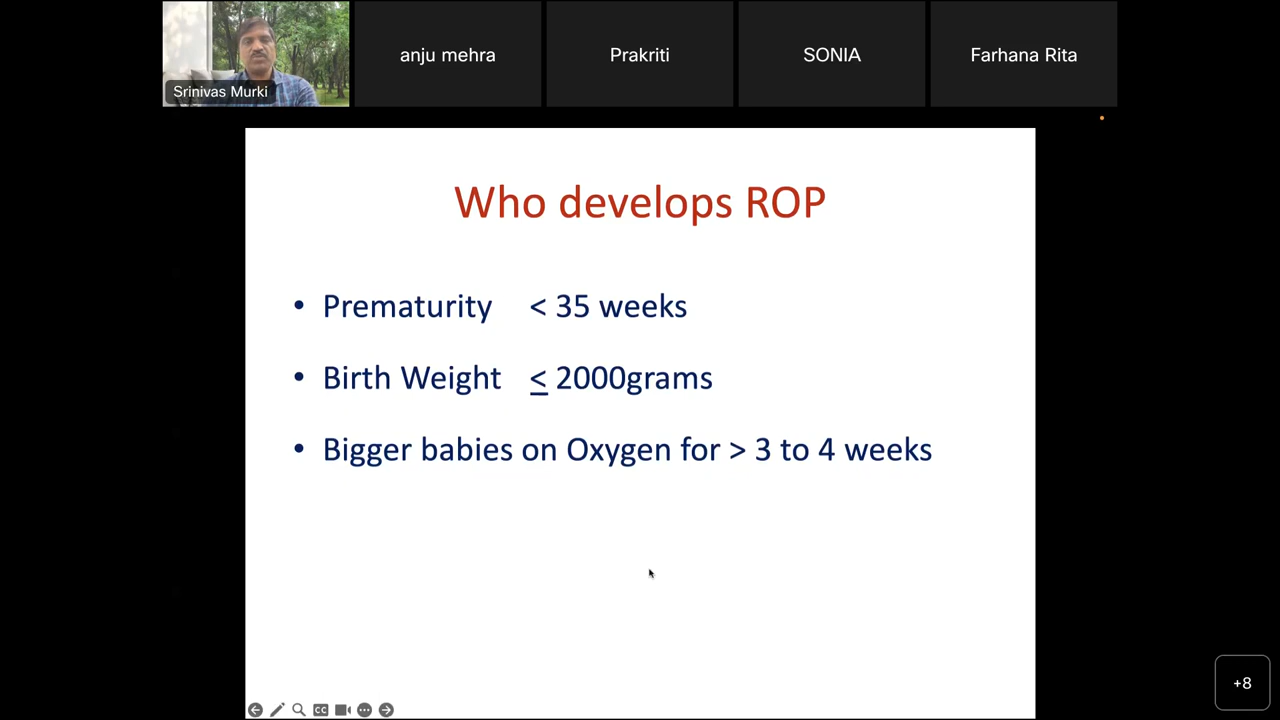 Srinivas Murki
anju mehra
Prakriti
SONIA
Farhana Rita
Who develops ROP
• Prematurity < 35 weeks
• Birth Weight ≤ 2000grams
• Bigger babies on Oxygen for > 3 to 4 weeks
CC
+8